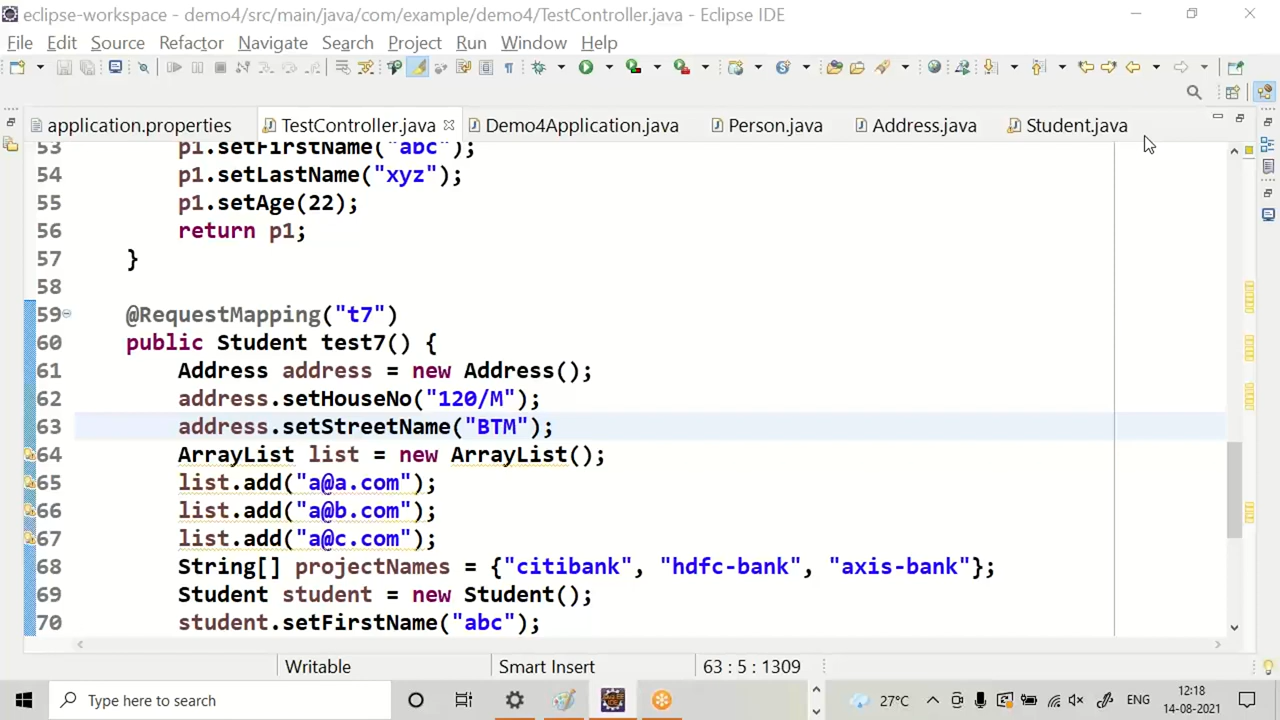 eclipse-workspace - demo4/src/main/java/com/example/demo4/TestController.java - Eclipse IDE
File Edit Source Refactor Navigate Search Project Run Window Help
application.properties TestController.java Demo4Application.java Person.java Address.java Student.java
53 p1.setFirstName("abc");
54 p1.setLastName("xyz");
55 p1.setAge(22);
56 return p1;
57 }
58
59 @RequestMapping("t7")
60 public Student test7() {
61 Address address = new Address();
62 address.setHouseNo("120/M");
63 address.setStreetName("BTM");
64 ArrayList list = new ArrayList();
65 list.add("a@a.com");
66 list.add("a@b.com");
67 list.add("a@c.com");
68 String[] projectNames = {"citibank", "hdfc-bank", "axis-bank"};
69 Student student = new Student();
70 student.setFirstName("abc");
Writable Smart Insert 63 : 5 : 1309
Type here to search 27°C ENG 12:18
14-08-2021